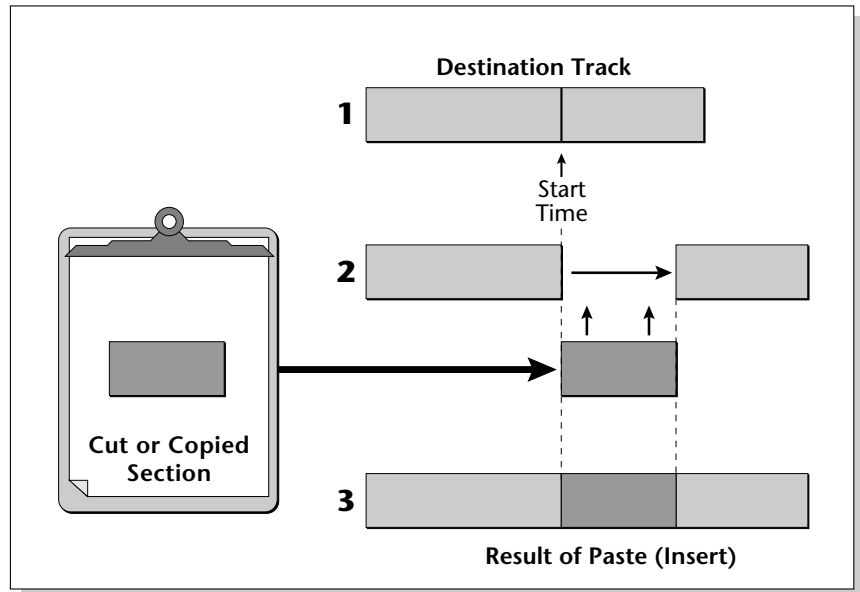 Destination Track
1
Start
Time
2
Cut or Copied
Section
3
Result of Paste (Insert)